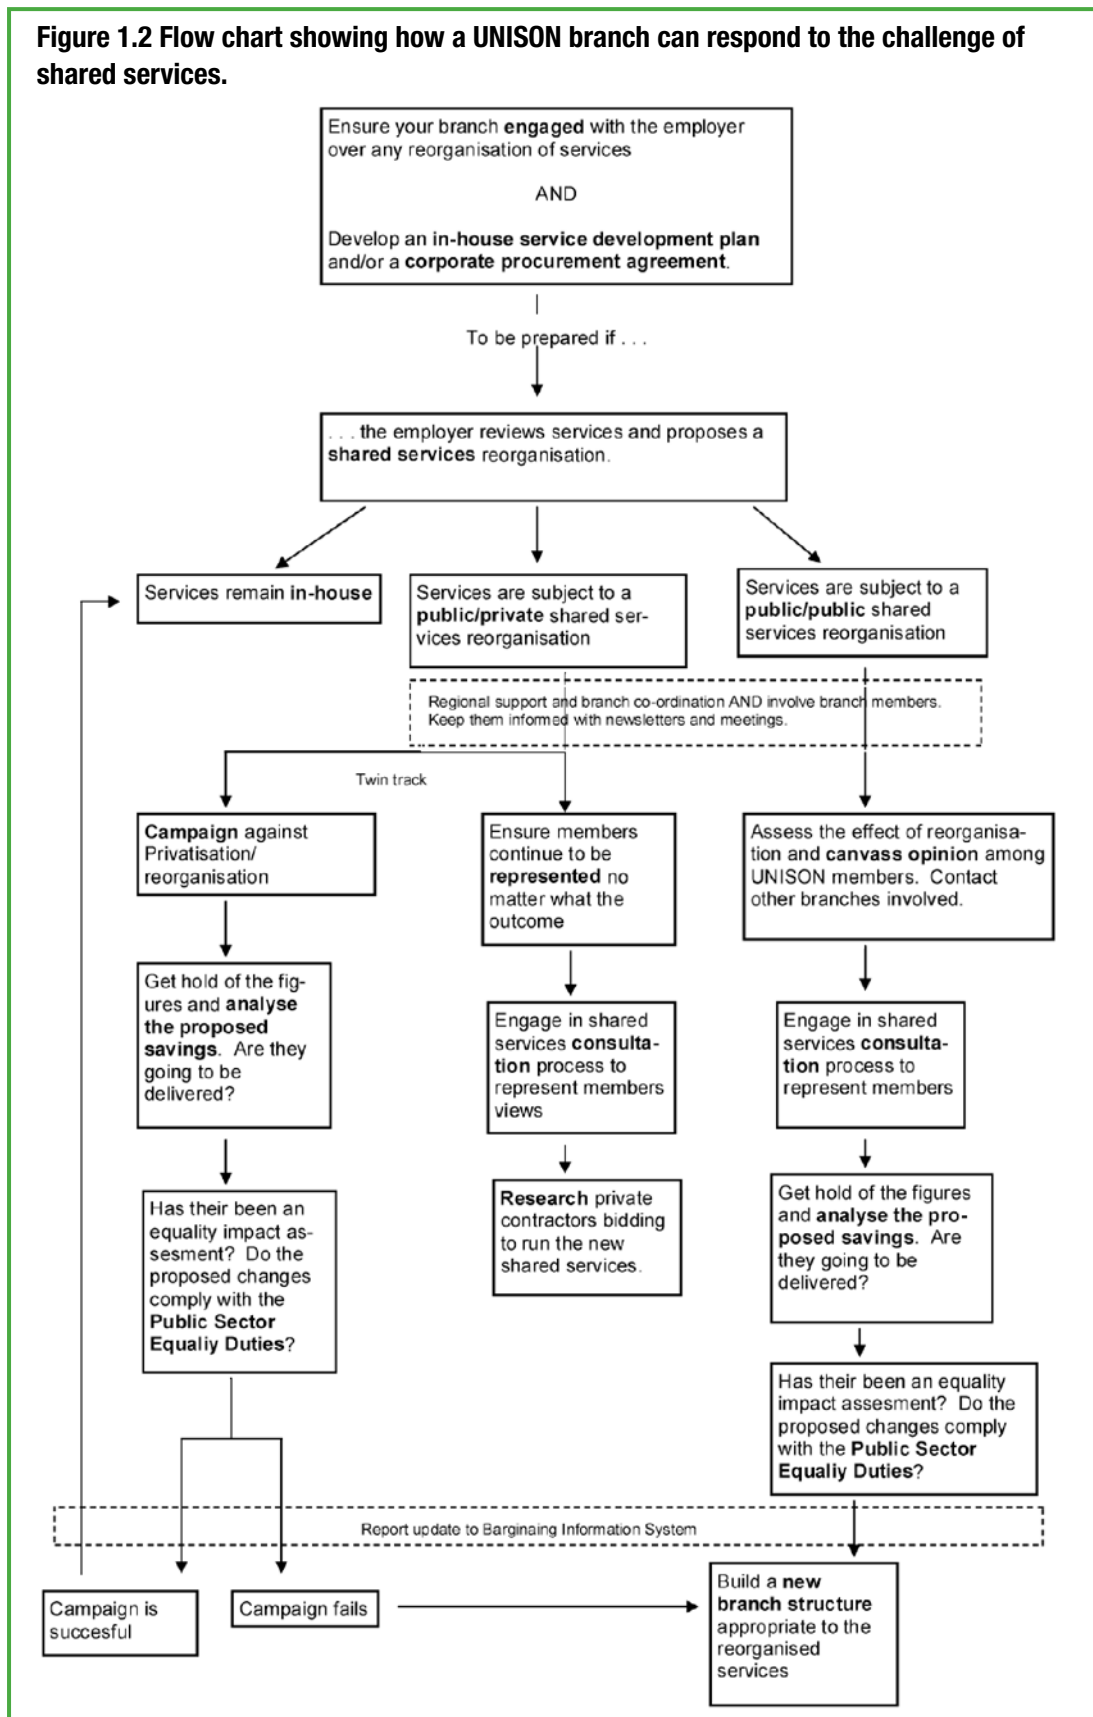 Figure 1.2 Flow chart showing how a UNISON branch can respond to the challenge of
shared services.
Ensure your branch engaged with the employer
over any reorganisation of services
AND
Develop an in-house service development plan
and/or a corporate procurement agreement.
To be prepared if . . .
. . . the employer reviews services and proposes a
shared services reorganisation.
Services remain in-house
Services are subject to a
public/private shared ser-
vices reorganisation
Services are subject to a
public/public shared
services reorganisation
Regional support and branch co-ordination AND involve branch members.
Keep them informed with newsletters and meetings.
Twin track
Campaign against
Privatisation/
reorganisation
Ensure members
continue to be
represented no
matter what the
outcome
Assess the effect of reorganisa-
tion and canvass opinion among
UNISON members. Contact
other branches involved.
Get hold of the fig-
ures and analyse
the proposed
savings. Are they
going to be
delivered?
Engage in shared
services consulta-
tion process to
represent members
views
Engage in shared
services consulta-
tion process to
represent members
Has their been an
equality impact as-
sesment? Do the
proposed changes
comply with the
Public Sector
Equaliy Duties?
Research private
contractors bidding
to run the new
shared services.
Get hold of the figures
and analyse the pro-
posed savings. Are
they going to be
delivered?
Has their been an equality
impact assesment? Do the
proposed changes comply
with the Public Sector
Equaliy Duties?
Report update to Barginaing Information System
Campaign is
succesful
Campaign fails
Build a new
branch structure
appropriate to the
reorganised
services